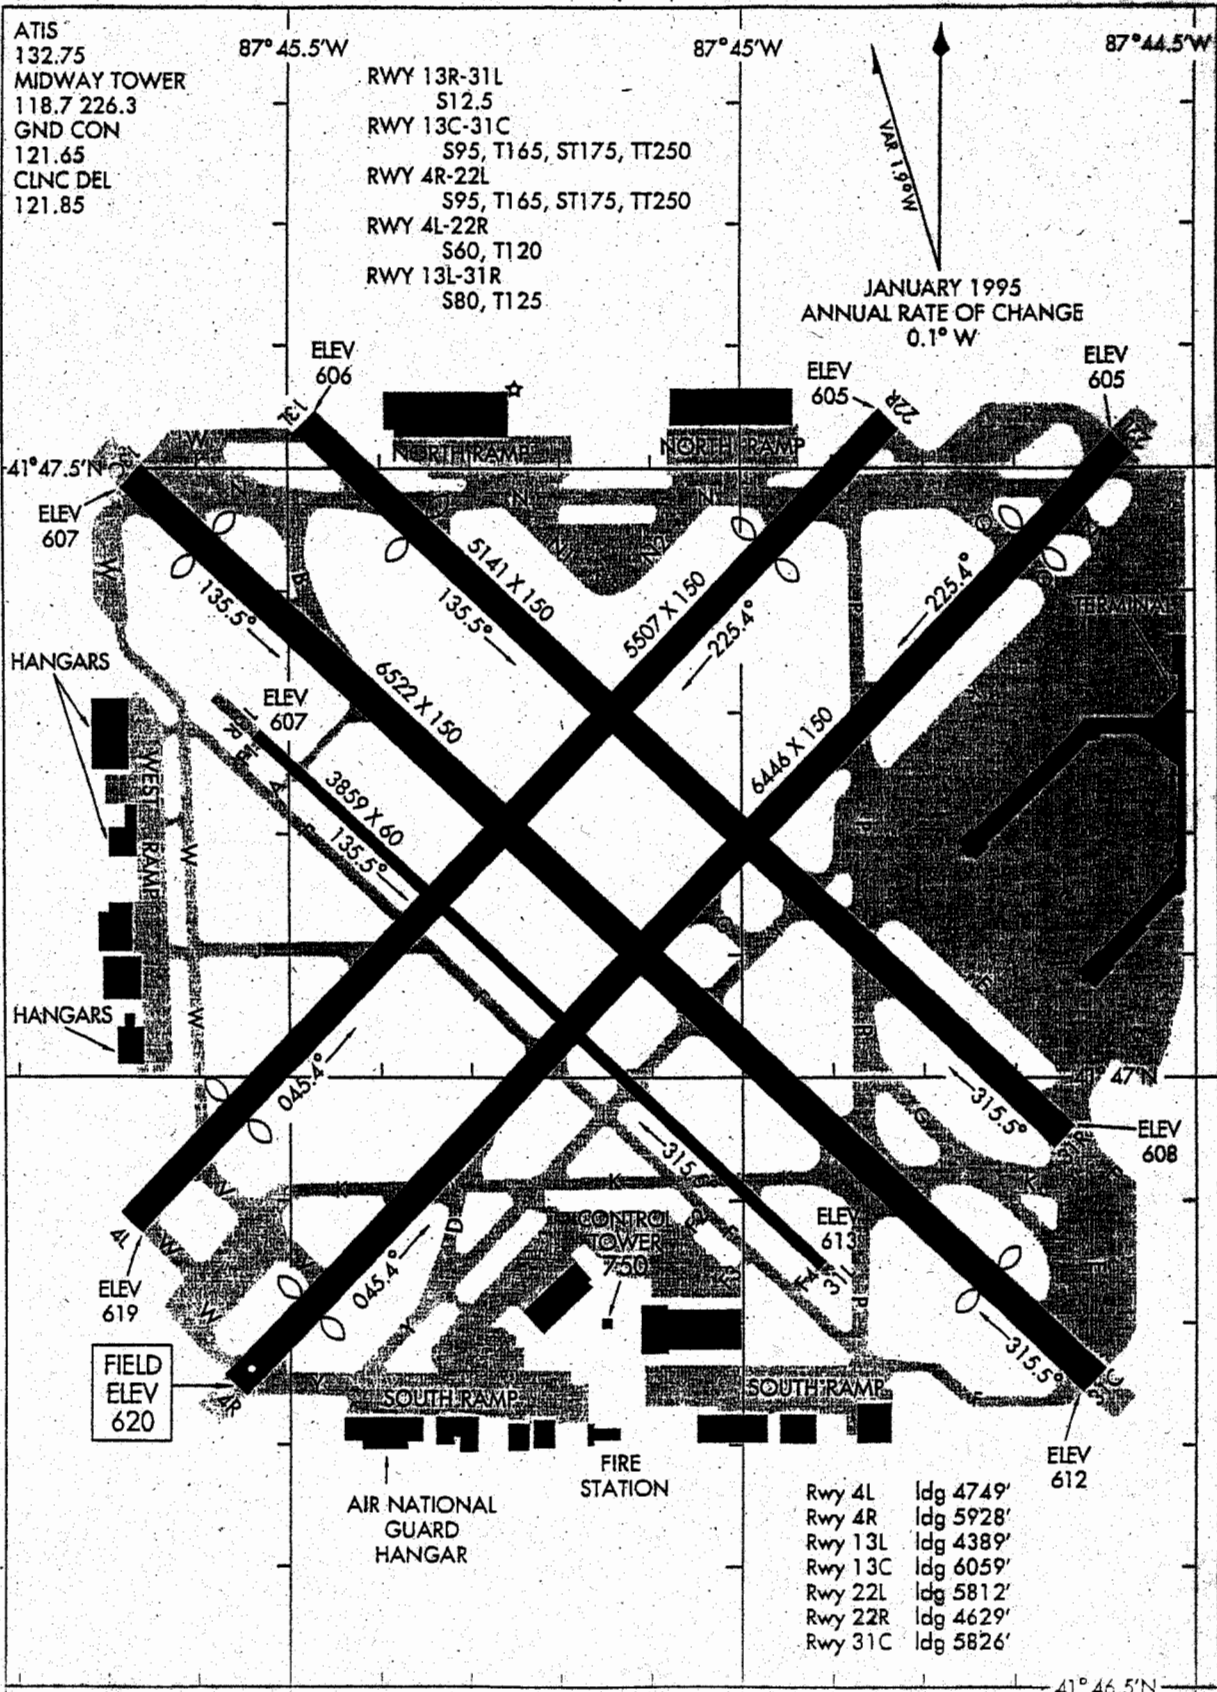 ATIS
132.75
MIDWAY TOWER
118.7 226.3
GND CON
121.65
CLNC DEL
121.85
87°45.5'W
87°45'W
87°44.5'W
RWY 13R-31L
S12.5
RWY 13C-31C
S95, T165, ST175, TT250
RWY 4R-22L
S95, T165, ST175, TT250
RWY 4L-22R
S60, T120
RWY 13L-31R
S80, T125
VAR 1.9°W
JANUARY 1995
ANNUAL RATE OF CHANGE
0.1° W
ELEV
606
ELEV
605
ELEV
605
13L
22R
R
W
NORTH RAMP
NORTH RAMP
41°47.5'N
ELEV
607
N
N
N
N
N
G
W
B
135.5°
5141 X 150
135.5°
5507 X 150
225.4°
225.4°
P
TERMINAL
HANGARS
ELEV
607
6522 X 150
6446 X 150
WEST RAMP
A
F
3859 X 60
135.5°
W
P
J
F
Y
E
HANGARS
W
P
045.4°
41°47'N
315.5°
G
ELEV
608
K
K
K
315.
V
4L
W
ELEV
619
V
W
D
045.4°
CONTROL
TOWER
750
F
ELEV
613
31L
P
E
315.5°
FIELD
ELEV
620
4R
Y
Y
SOUTH RAMP
SOUTH RAMP
F
ELEV
612
FIRE
STATION
AIR NATIONAL
GUARD
HANGAR
Rwy 4L ldg 4749'
Rwy 4R ldg 5928'
Rwy 13L ldg 4389'
Rwy 13C ldg 6059'
Rwy 22L ldg 5812'
Rwy 22R ldg 4629'
Rwy 31C ldg 5826'
41°46.5'N